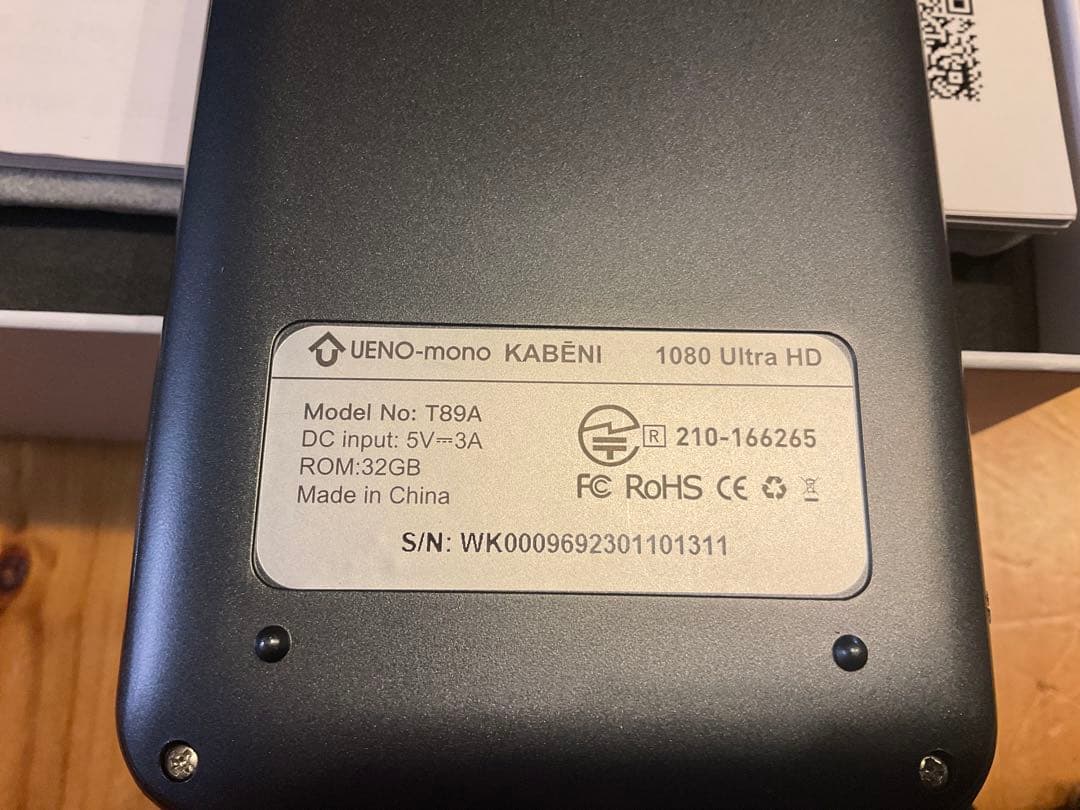 UENO-mono KABĒNI 1080 Ultra HD
Model No: T89A
DC input: 5V⎓3A
ROM:32GB
Made in China
R 210-166265
FC RoHS CE
S/N: WK0009692301101311